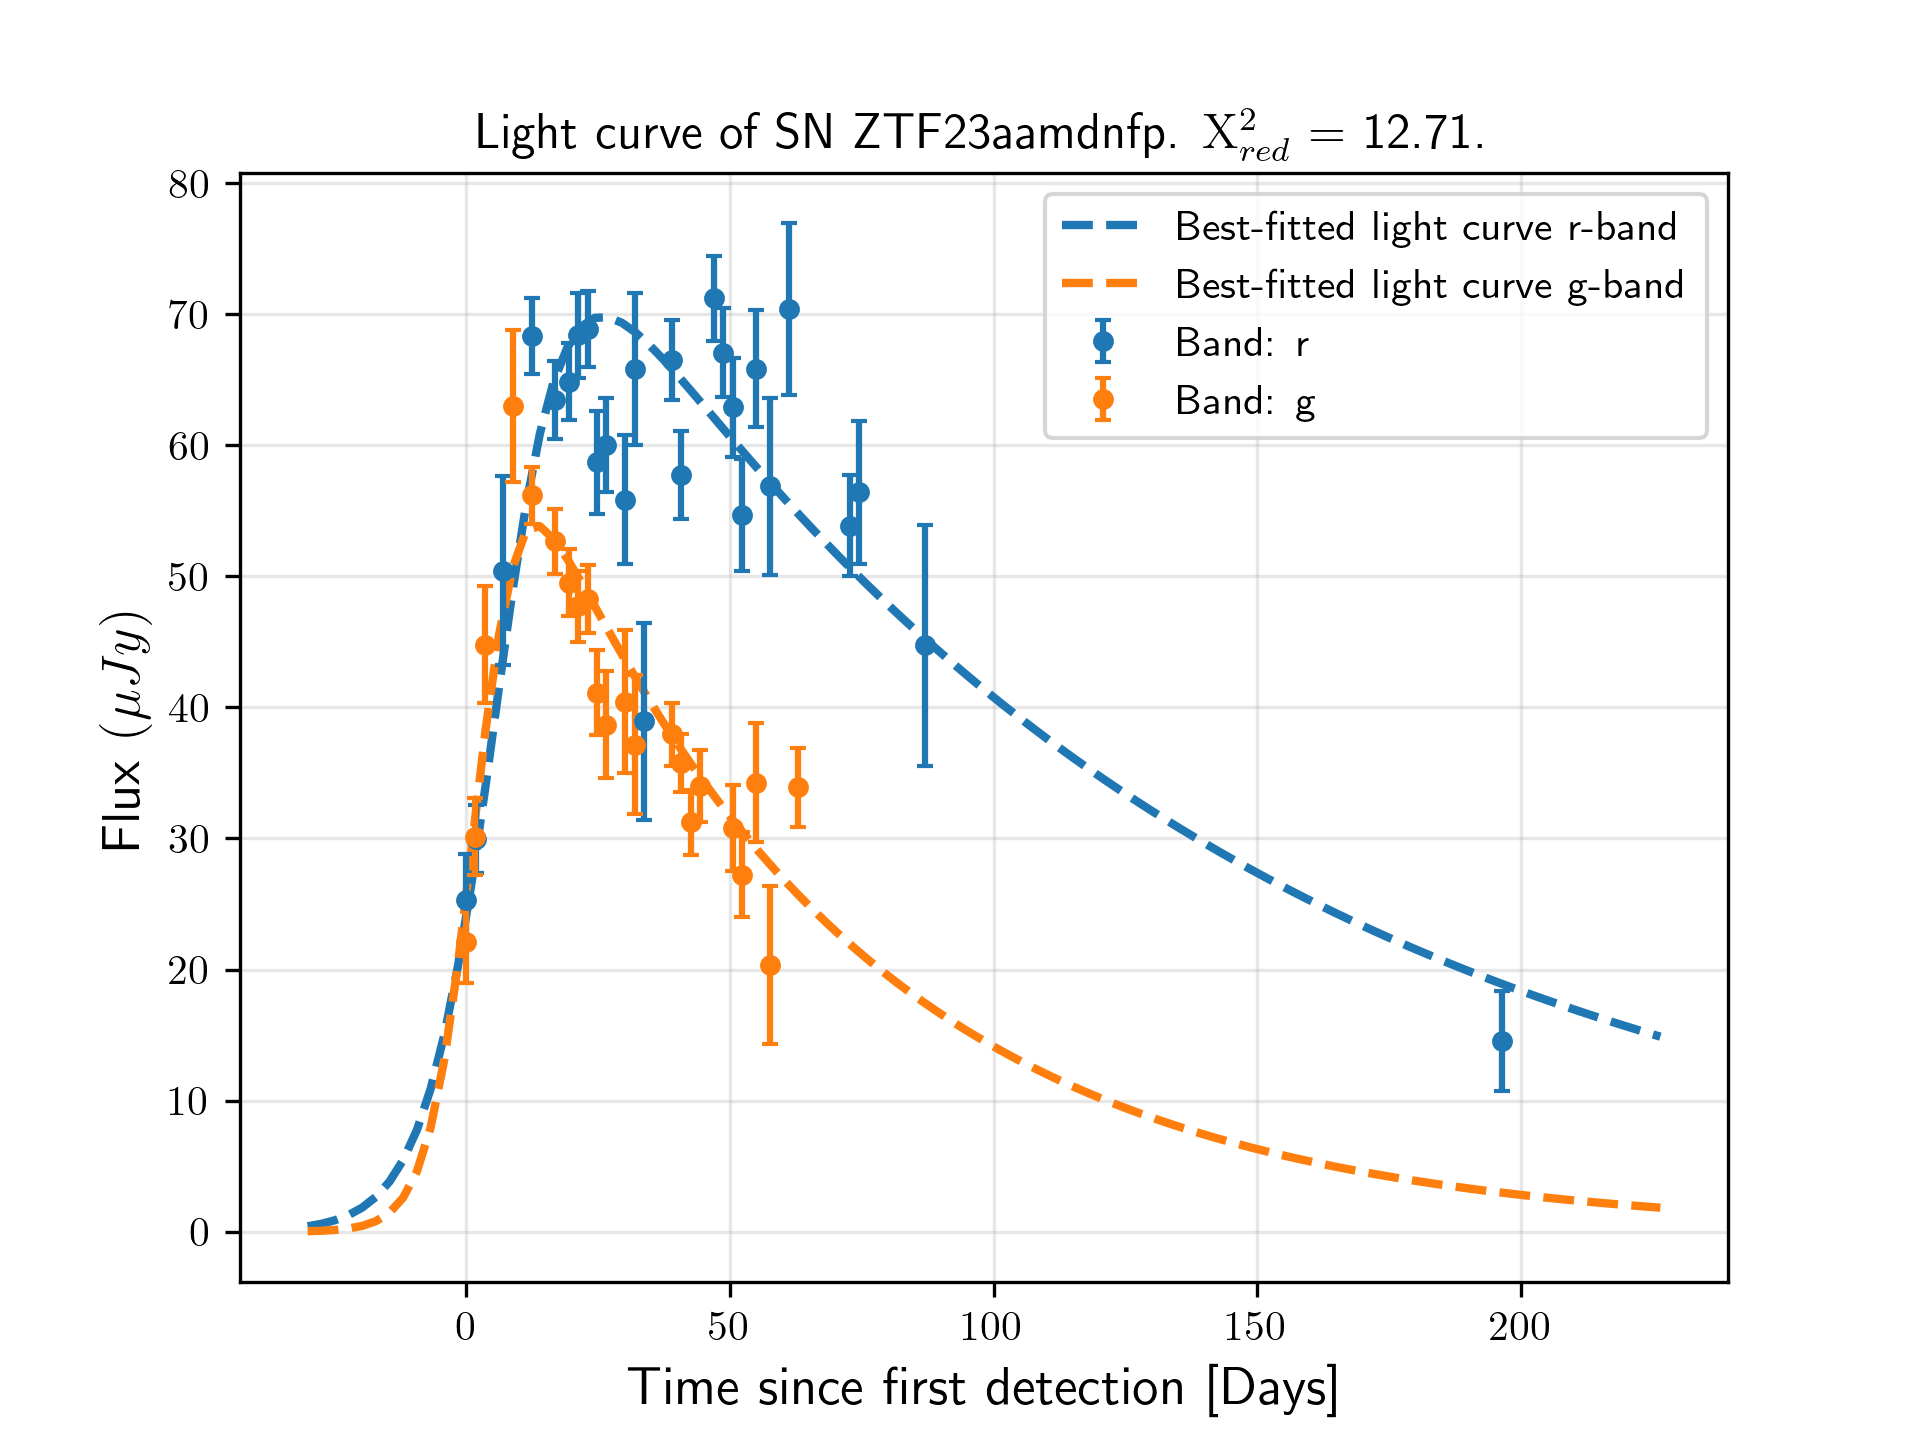 Light curve of SN ZTF23aamdnfp. X²_red = 12.71.
80
70
60
50
40
30
20
10
0
Flux (μJy)
Best-fitted light curve r-band
Best-fitted light curve g-band
Band: r
Band: g
0 50 100 150 200
Time since first detection [Days]